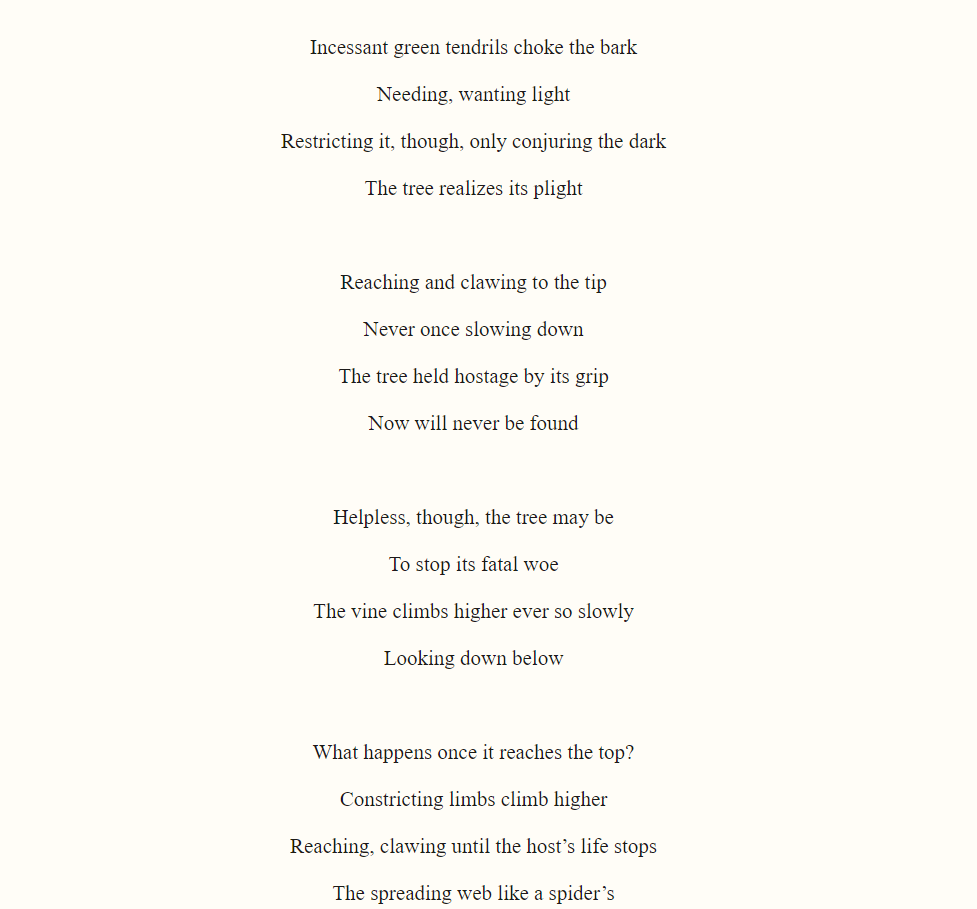 Incessant green tendrils choke the bark
Needing, wanting light
Restricting it, though, only conjuring the dark
The tree realizes its plight
Reaching and clawing to the tip
Never once slowing down
The tree held hostage by its grip
Now will never be found
Helpless, though, the tree may be
To stop its fatal woe
The vine climbs higher ever so slowly
Looking down below
What happens once it reaches the top?
Constricting limbs climb higher
Reaching, clawing until the host’s life stops
The spreading web like a spider’s